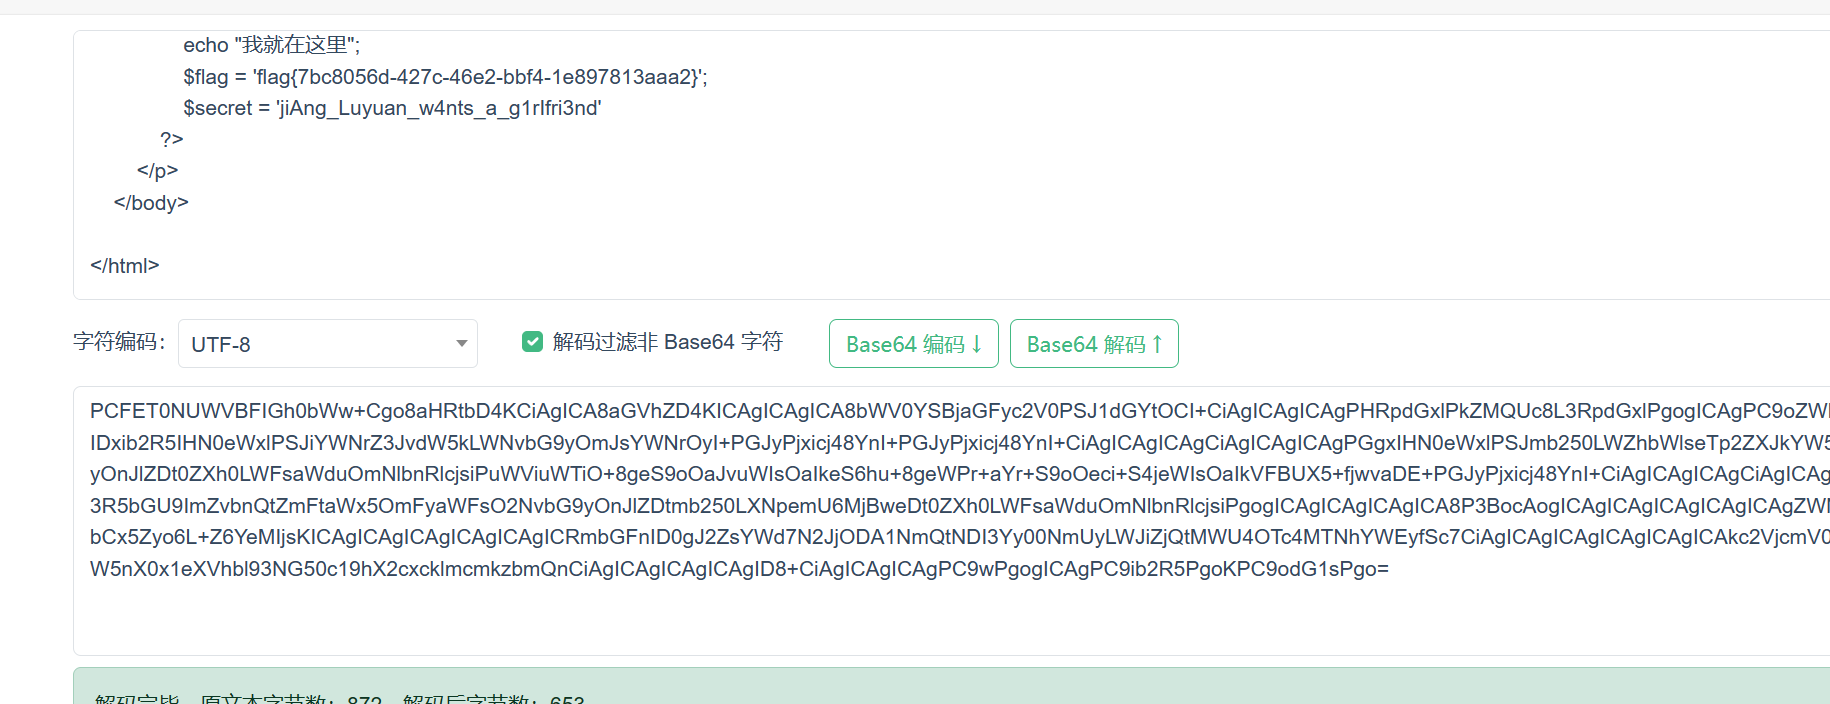 echo "我就在这里";
$flag = 'flag{7bc8056d-427c-46e2-bbf4-1e897813aaa2}';
$secret = 'jiAng_Luyuan_w4nts_a_g1rIfri3nd'
?>
</p>
</body>
</html>
字符编码： UTF-8 解码过滤非 Base64 字符 Base64 编码↓ Base64 解码↑
PCFET0NUWVBFIGh0bWw+Cgo8aHRtbD4KCiAgICA8aGVhZD4KICAgICAgICA8bWV0YSBjaGFyc2V0PSJ1dGYtOCI+CiAgICAgICAgPHRpdGxlPkZMQUc8L3RpdGxlPgogICAgPC9oZW
IDxib2R5IHN0eWxlPSJiYWNrZ3JvdW5kLWNvbG9yOmJsYWNrOyI+PGJyPjxicj48YnI+PGJyPjxicj48YnI+CiAgICAgICAgCiAgICAgICAgPGgxIHN0eWxlPSJmb250LWZhbWlseTp2ZXJkYW5
yOnJlZDt0ZXh0LWFsaWduOmNlbnRlcjsiPuWViuWTiO+8geS9oOaJvuWIsOaIkeS6hu+8geWPr+aYr+S9oOeci+S4jeWIsOaIkVFBUX5+fjwvaDE+PGJyPjxicj48YnI+CiAgICAgICAgCiAgICAg
3R5bGU9ImZvbnQtZmFtaWx5OmFyaWFsO2NvbG9yOnJlZDtmb250LXNpemU6MjBweDt0ZXh0LWFsaWduOmNlbnRlcjsiPgogICAgICAgICAgICA8P3BocAogICAgICAgICAgICAgICAgZW
bCx5Zyo6L+Z6YeMIjsKICAgICAgICAgICAgICAgICRmbGFnID0gJ2ZsYWd7N2JjODA1NmQtNDI3Yy00NmUyLWJiZjQtMWU4OTc4MTNhYWEyfSc7CiAgICAgICAgICAgICAgICAkc2VjcmV0
W5nX0x1eXVhbl93NG50c19hX2cxcklmcmkzbmQnCiAgICAgICAgICAgID8+CiAgICAgICAgPC9wPgogICAgPC9ib2R5PgoKPC9odG1sPgo=
解码完毕。原文本字节数：872，解码后字节数：653